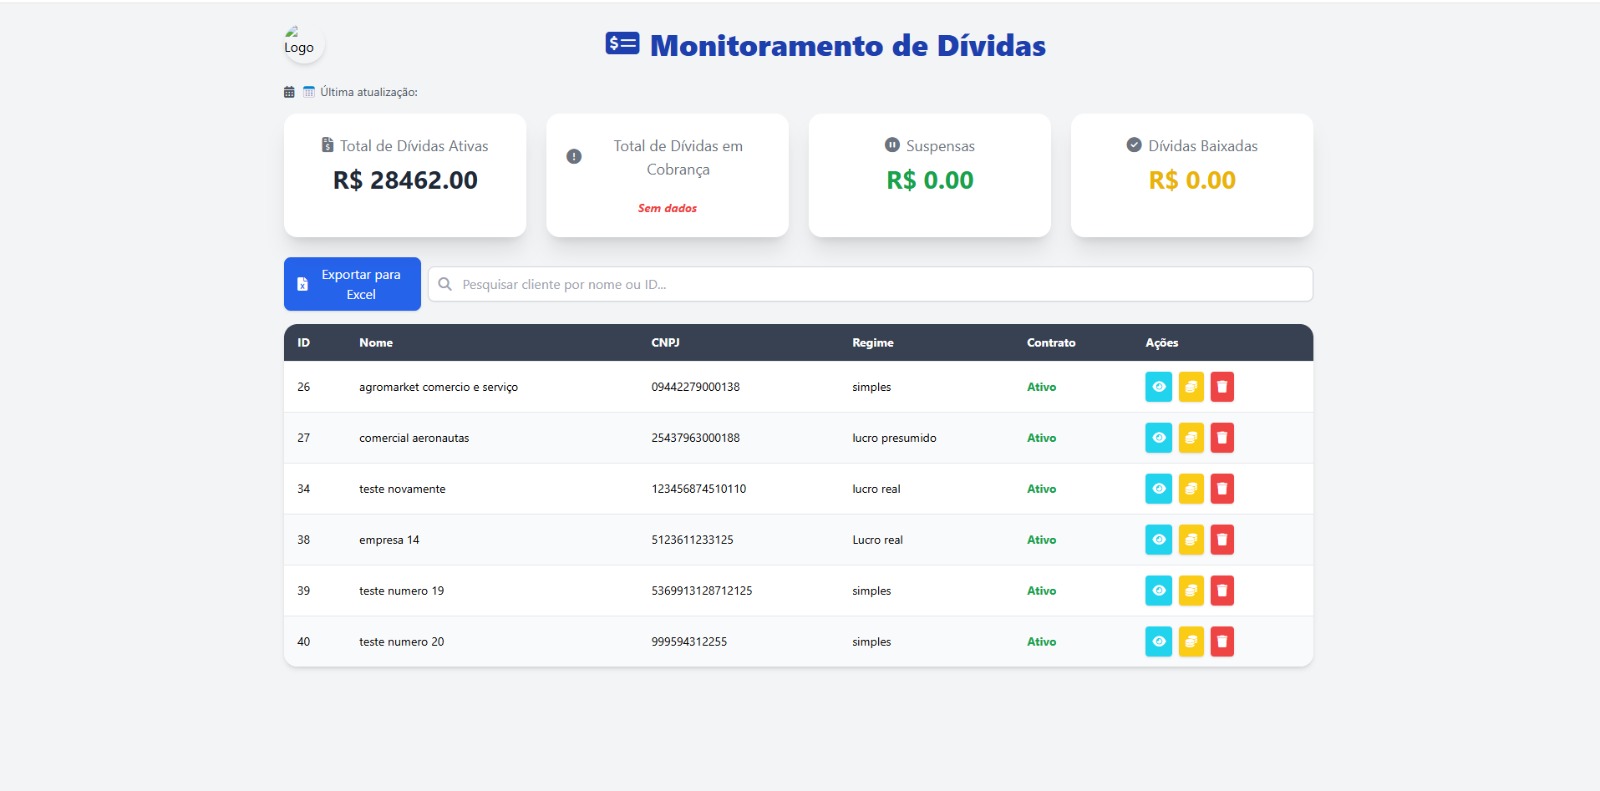 Logo
Monitoramento de Dívidas
Última atualização:
Total de Dívidas Ativas
R$ 28462.00
Total de Dívidas em
Cobrança
Sem dados
Suspensas
R$ 0.00
Dívidas Baixadas
R$ 0.00
Exportar para
Excel
Pesquisar cliente por nome ou ID...
ID Nome CNPJ Regime Contrato Ações
26 agromarket comercio e serviço 09442279000138 simples Ativo
27 comercial aeronautas 25437963000188 lucro presumido Ativo
34 teste novamente 123456874510110 lucro real Ativo
38 empresa 14 5123611233125 Lucro real Ativo
39 teste numero 19 5369913128712125 simples Ativo
40 teste numero 20 999594312255 simples Ativo